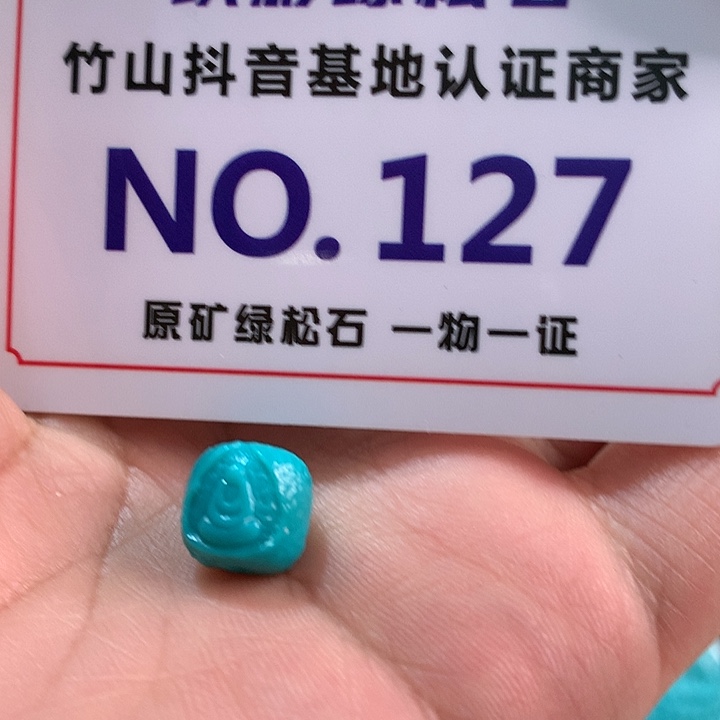 竹山抖音基地认证商家
NO.127
原矿绿松石 一物一证